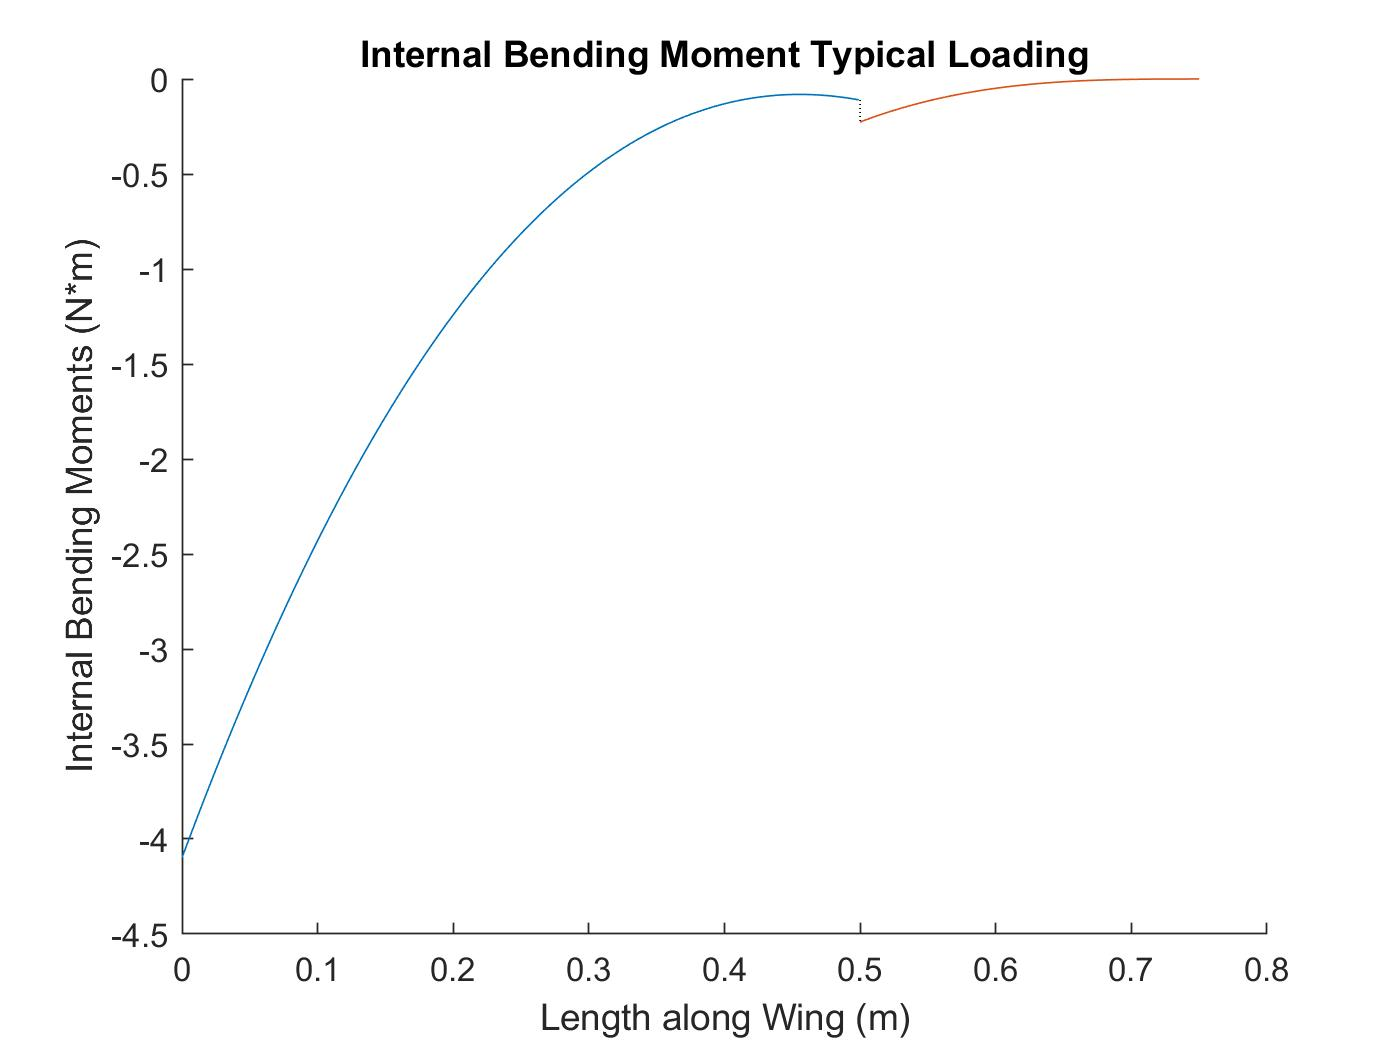 Internal Bending Moment Typical Loading
0
-0.5
-1
-1.5
-2
-2.5
-3
-3.5
-4
-4.5
Internal Bending Moments (N*m)
0 0.1 0.2 0.3 0.4 0.5 0.6 0.7 0.8
Length along Wing (m)